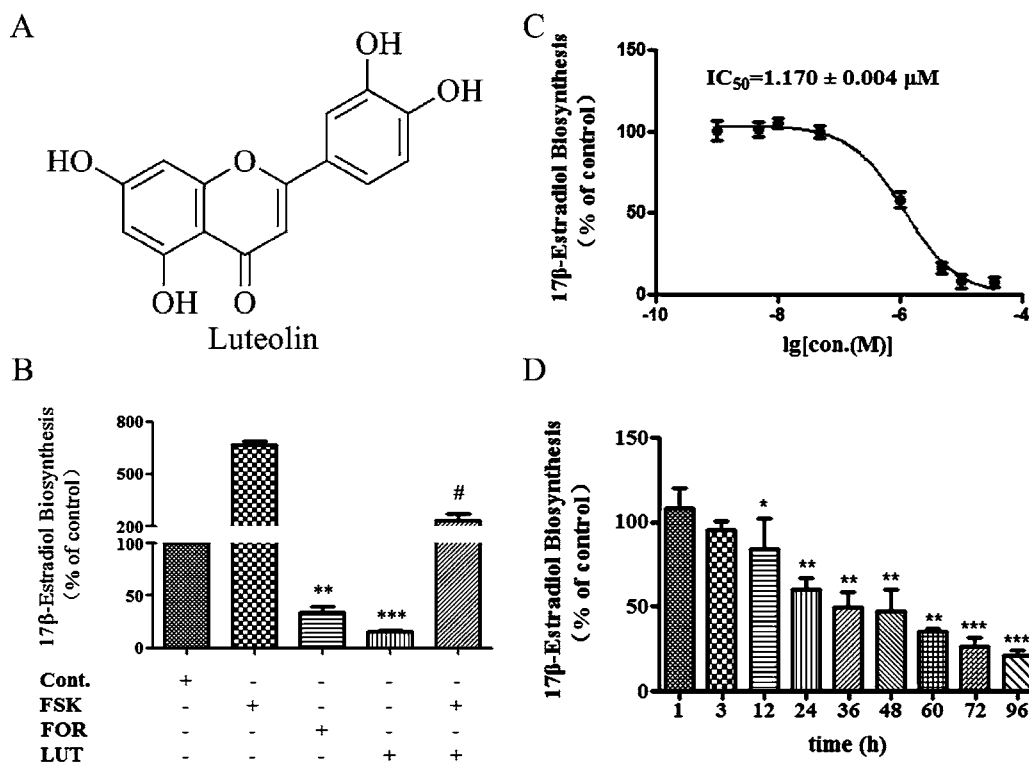 A
OH
OH
HO
O
OH
O
Luteolin
B
17β-Estradiol Biosynthesis
(% of control)
800
500
200
100
50
0
**
***
#
Cont. + - - - -
FSK - + - - +
FOR - - + - -
LUT - - - + +
C
17β-Estradiol Biosynthesis
(% of control)
150
100
50
0
IC50=1.170 ± 0.004 μM
-10 -8 -6 -4
lg[con.(M)]
D
17β-Estradiol Biosynthesis
(% of control)
150
100
50
0
* ** ** ** ** *** ***
1 3 12 24 36 48 60 72 96
time (h)